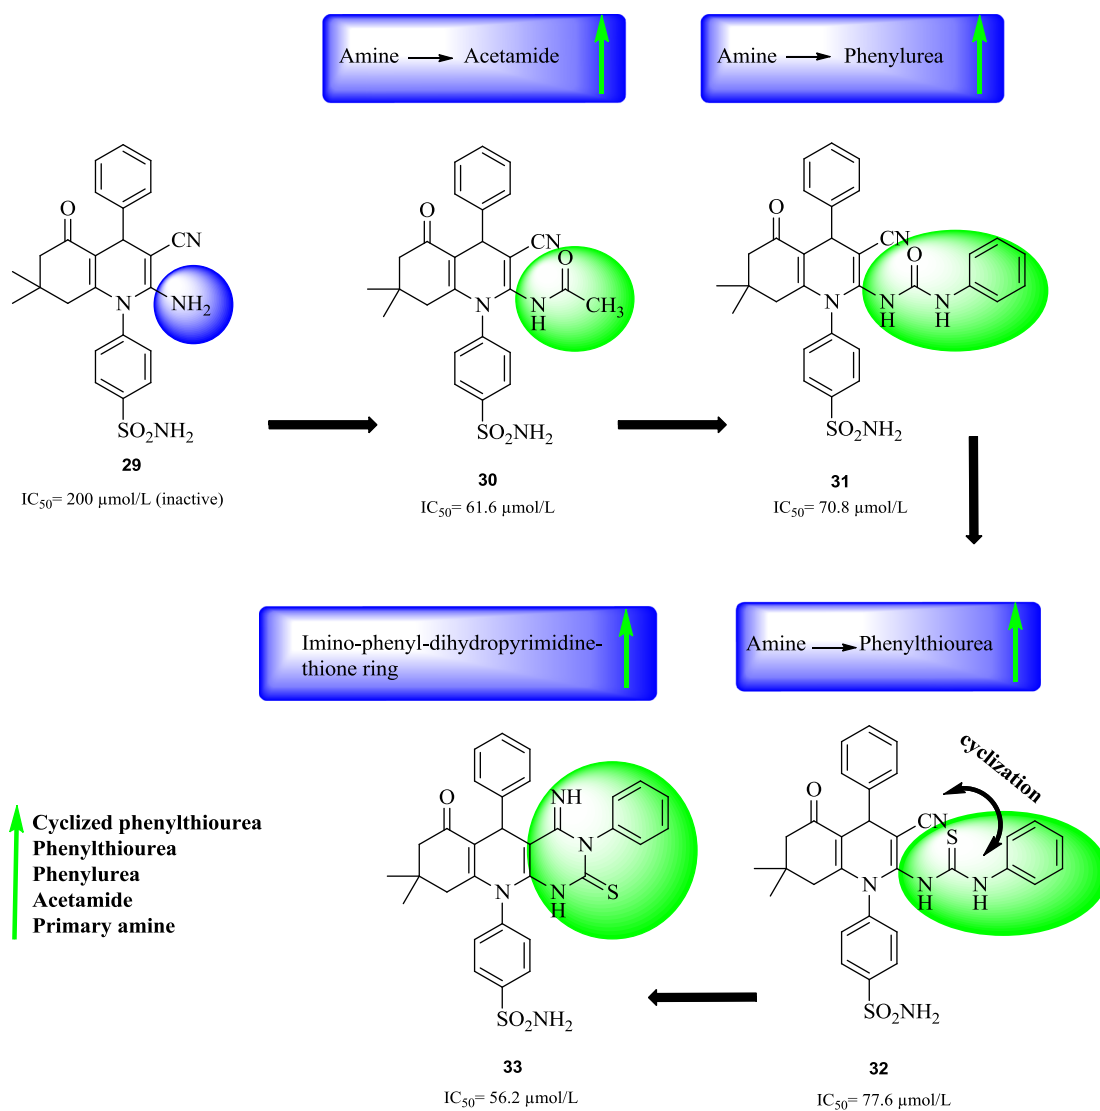 Amine → Acetamide
Amine → Phenylurea
O
CN
NH₂
N
SO₂NH₂
29
IC₅₀= 200 µmol/L (inactive)
O
CN
O
N
H
CH₃
N
SO₂NH₂
30
IC₅₀= 61.6 µmol/L
O
CN
O
N
H
N
H
N
SO₂NH₂
31
IC₅₀= 70.8 µmol/L
Imino-phenyl-dihydropyrimidine-
thione ring
Amine → Phenylthiourea
Cyclized phenylthiourea
Phenylthiourea
Phenylurea
Acetamide
Primary amine
O
NH
N
N
H
S
N
SO₂NH₂
33
IC₅₀= 56.2 µmol/L
cyclization
O
CN
S
N
H
N
H
N
SO₂NH₂
32
IC₅₀= 77.6 µmol/L